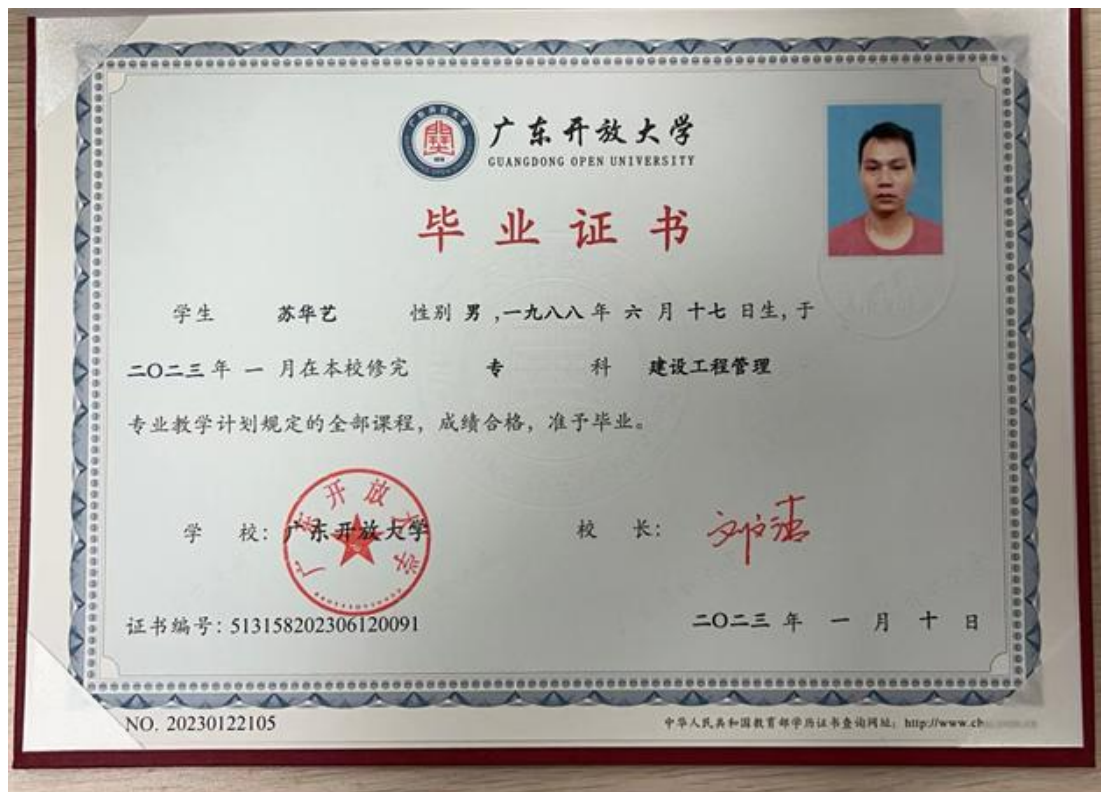 广东开放大学
GUANGDONG OPEN UNIVERSITY
毕业证书
学生 苏华艺 性别 男 ,一九八八 年 六 月 十七 日生,于
二〇二三 年 一 月在本校修完 专 科 建设工程管理
专业教学计划规定的全部课程，成绩合格，准予毕业。
学 校：广东开放大学 校 长：
广东开放大学
证书编号：513158202306120091 二〇二三 年 一 月 十 日
NO. 20230122105 中华人民共和国教育部学历证书查询网址：http://www.ch